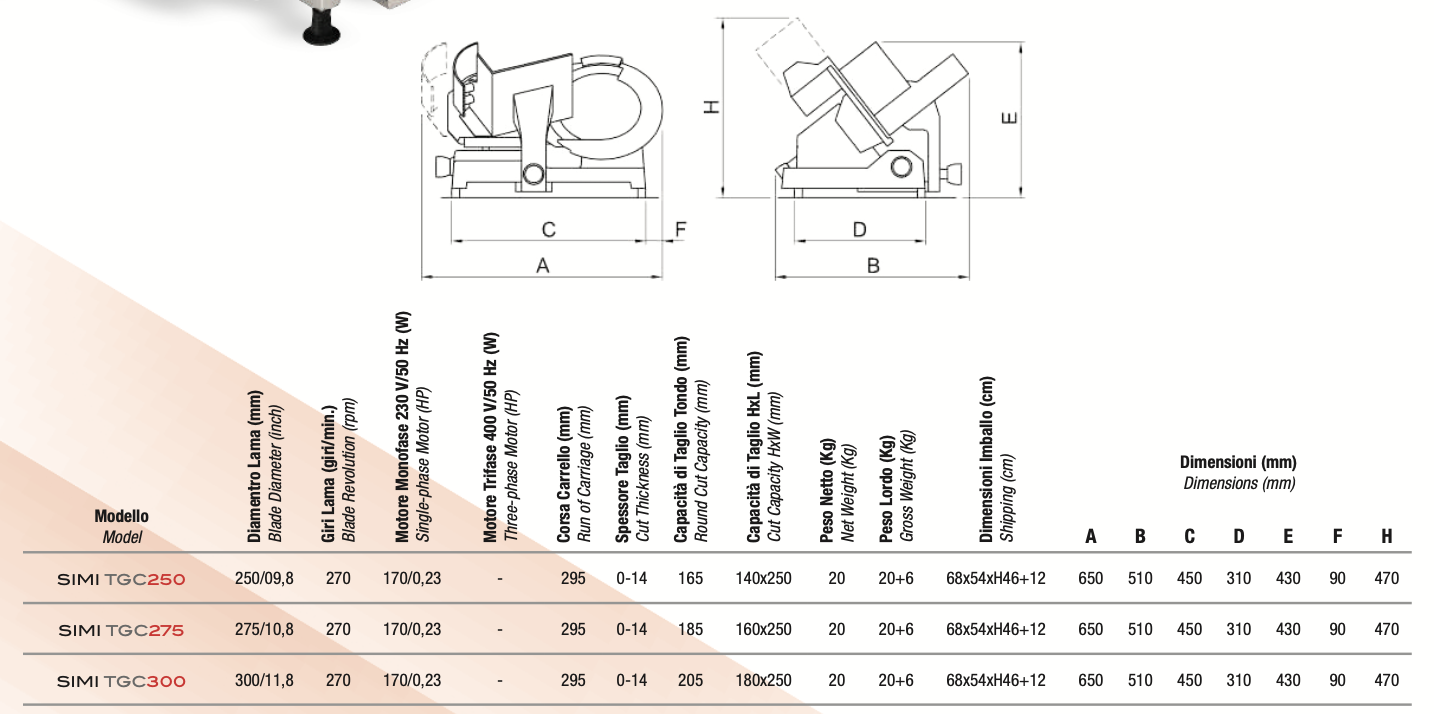 H
E
C
F
D
A
B
Modello
Model
Diamentro Lama (mm)
Blade Diameter (inch)
Giri Lama (giri/min.)
Blade Revolution (rpm)
Motore Monofase 230 V/50 Hz (W)
Single-phase Motor (HP)
Motore Trifase 400 V/50 Hz (W)
Three-phase Motor (HP)
Corsa Carrello (mm)
Run of Carriage (mm)
Spessore Taglio (mm)
Cut Thickness (mm)
Capacità di Taglio Tondo (mm)
Round Cut Capacity (mm)
Capacità di Taglio HxL (mm)
Cut Capacity HxW (mm)
Peso Netto (Kg)
Net Weight (Kg)
Peso Lordo (Kg)
Gross Weight (Kg)
Dimensioni Imballo (cm)
Shipping (cm)
Dimensioni (mm)
Dimensions (mm)
A B C D E F H
SIMI TGC250 250/09,8 270 170/0,23 - 295 0-14 165 140x250 20 20+6 68x54xH46+12 650 510 450 310 430 90 470
SIMI TGC275 275/10,8 270 170/0,23 - 295 0-14 185 160x250 20 20+6 68x54xH46+12 650 510 450 310 430 90 470
SIMI TGC300 300/11,8 270 170/0,23 - 295 0-14 205 180x250 20 20+6 68x54xH46+12 650 510 450 310 430 90 470